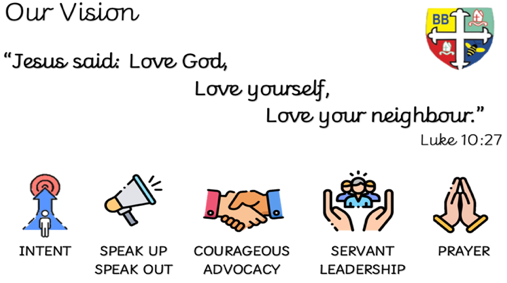 Our Vision
BB
“Jesus said: Love God,
Love yourself,
Love your neighbour.”
Luke 10:27
INTENT
SPEAK UP
SPEAK OUT
COURAGEOUS
ADVOCACY
SERVANT
LEADERSHIP
PRAYER